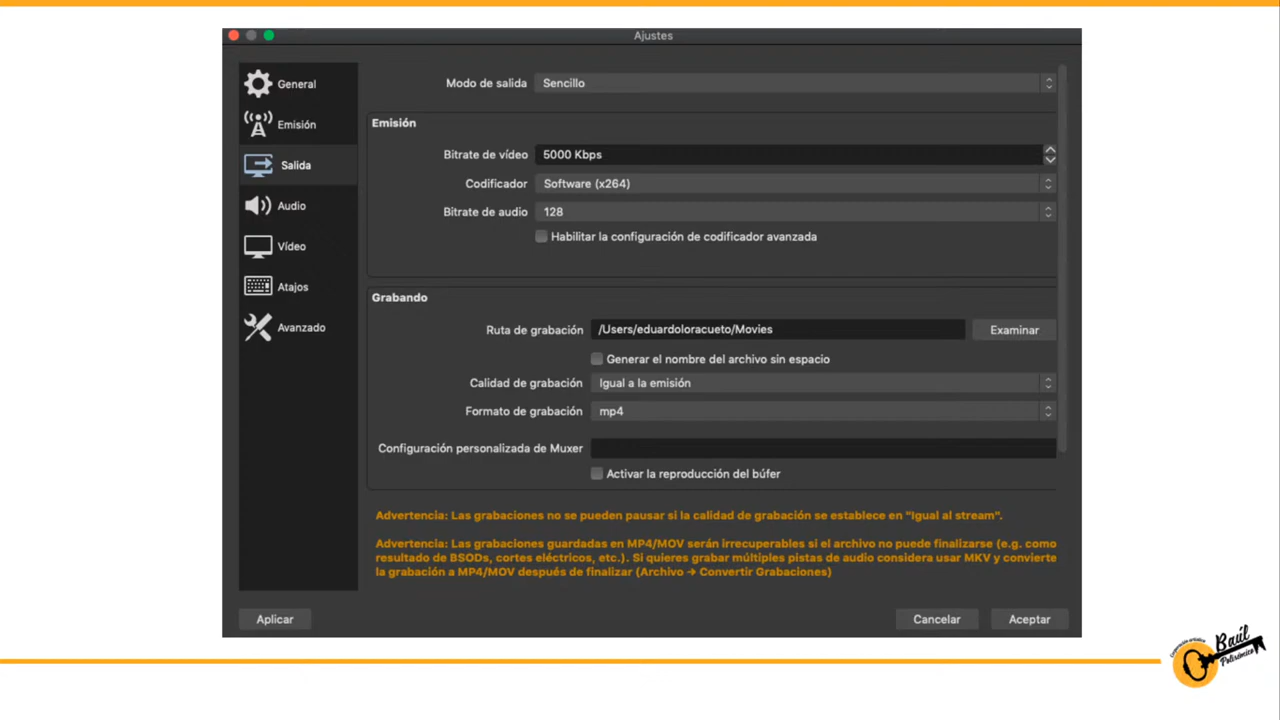 Ajustes
General
Emisión
Salida
Audio
Vídeo
Atajos
Avanzado
Modo de salida Sencillo
Emisión
Bitrate de vídeo 5000 Kbps
Codificador Software (x264)
Bitrate de audio 128
Habilitar la configuración de codificador avanzada
Grabando
Ruta de grabación /Users/eduardoloracueto/Movies Examinar
Generar el nombre del archivo sin espacio
Calidad de grabación Igual a la emisión
Formato de grabación mp4
Configuración personalizada de Muxer
Activar la reproducción del búfer
Advertencia: Las grabaciones no se pueden pausar si la calidad de grabación se establece en "Igual al stream".
Advertencia: Las grabaciones guardadas en MP4/MOV serán irrecuperables si el archivo no puede finalizarse (e.g. como
resultado de BSODs, cortes eléctricos, etc.). Si quieres grabar múltiples pistas de audio considera usar MKV y convierte
la grabación a MP4/MOV después de finalizar (Archivo → Convertir Grabaciones)
Aplicar Cancelar Aceptar
Corporación artística
Baúl
Polisémico